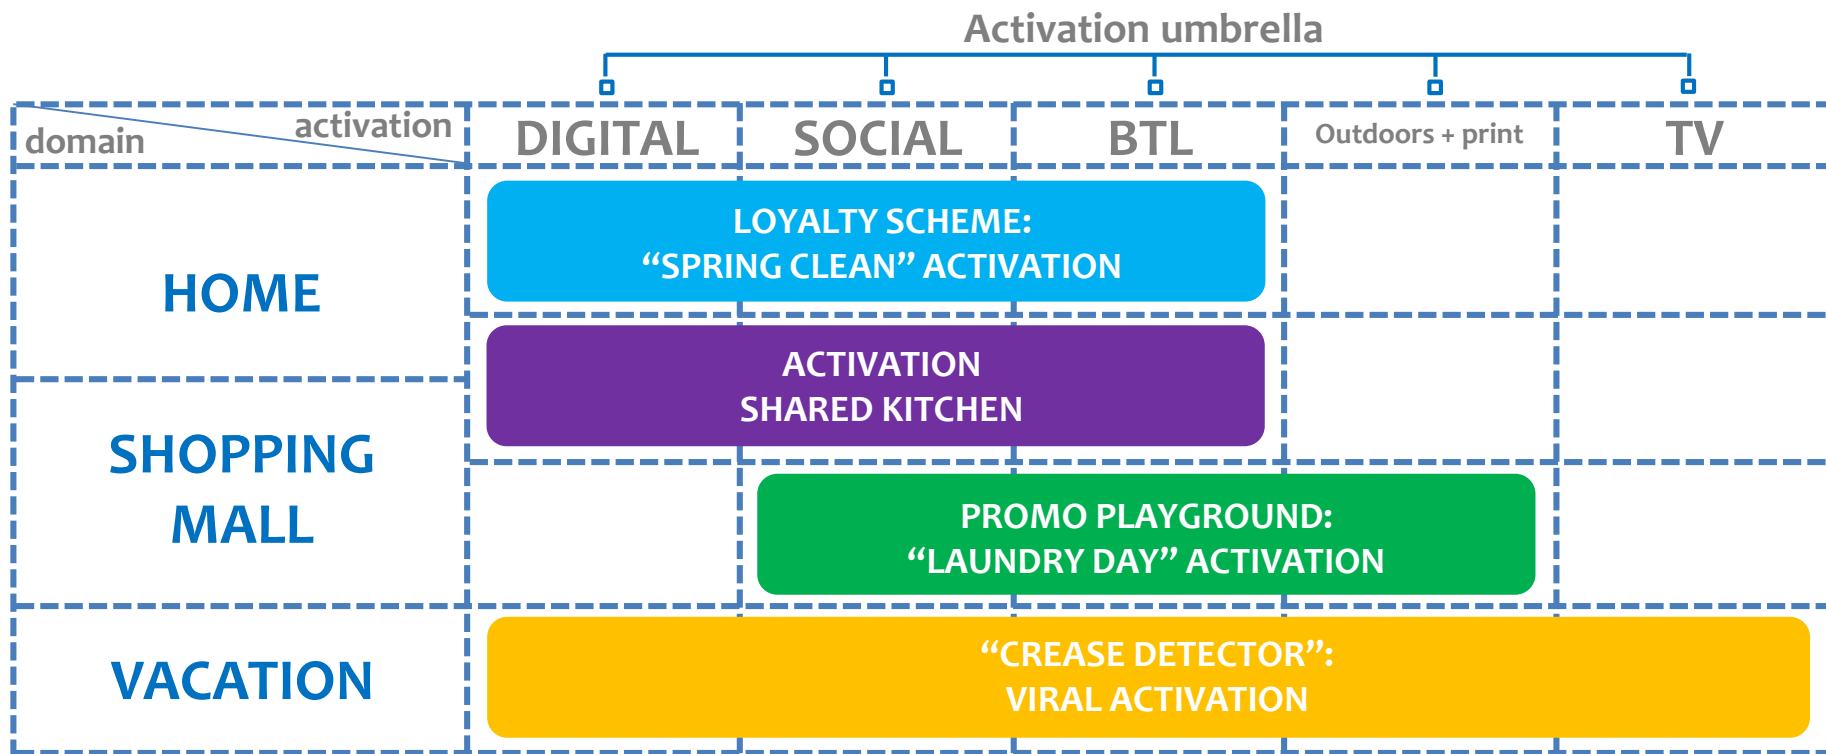 Activation umbrella
domain
activation
DIGITAL
SOCIAL
BTL
Outdoors + print
TV
HOME
LOYALTY SCHEME:
“SPRING CLEAN” ACTIVATION
ACTIVATION
SHARED KITCHEN
SHOPPING
MALL
PROMO PLAYGROUND:
“LAUNDRY DAY” ACTIVATION
VACATION
“CREASE DETECTOR”:
VIRAL ACTIVATION